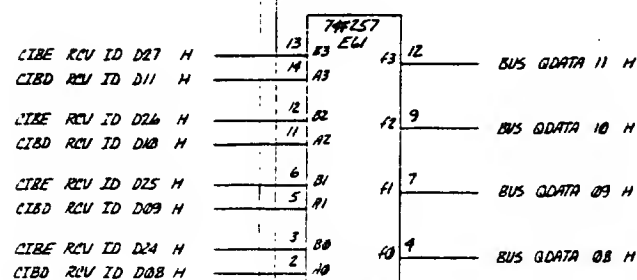 74F257
E61
CIBE RCV ID D27 H 13 B3 f3 12 BUS QDATA 11 H
CIBD RCV ID D11 H 14 A3
CIBE RCV ID D26 H 12 B2 f2 9 BUS QDATA 10 H
CIBD RCV ID D10 H 11 A2
CIBE RCV ID D25 H 6 B1 f1 7 BUS QDATA 09 H
CIBD RCV ID D09 H 5 A1
CIBE RCV ID D24 H 3 B0 f0 4 BUS QDATA 08 H
CIBD RCV ID D08 H 2 A0